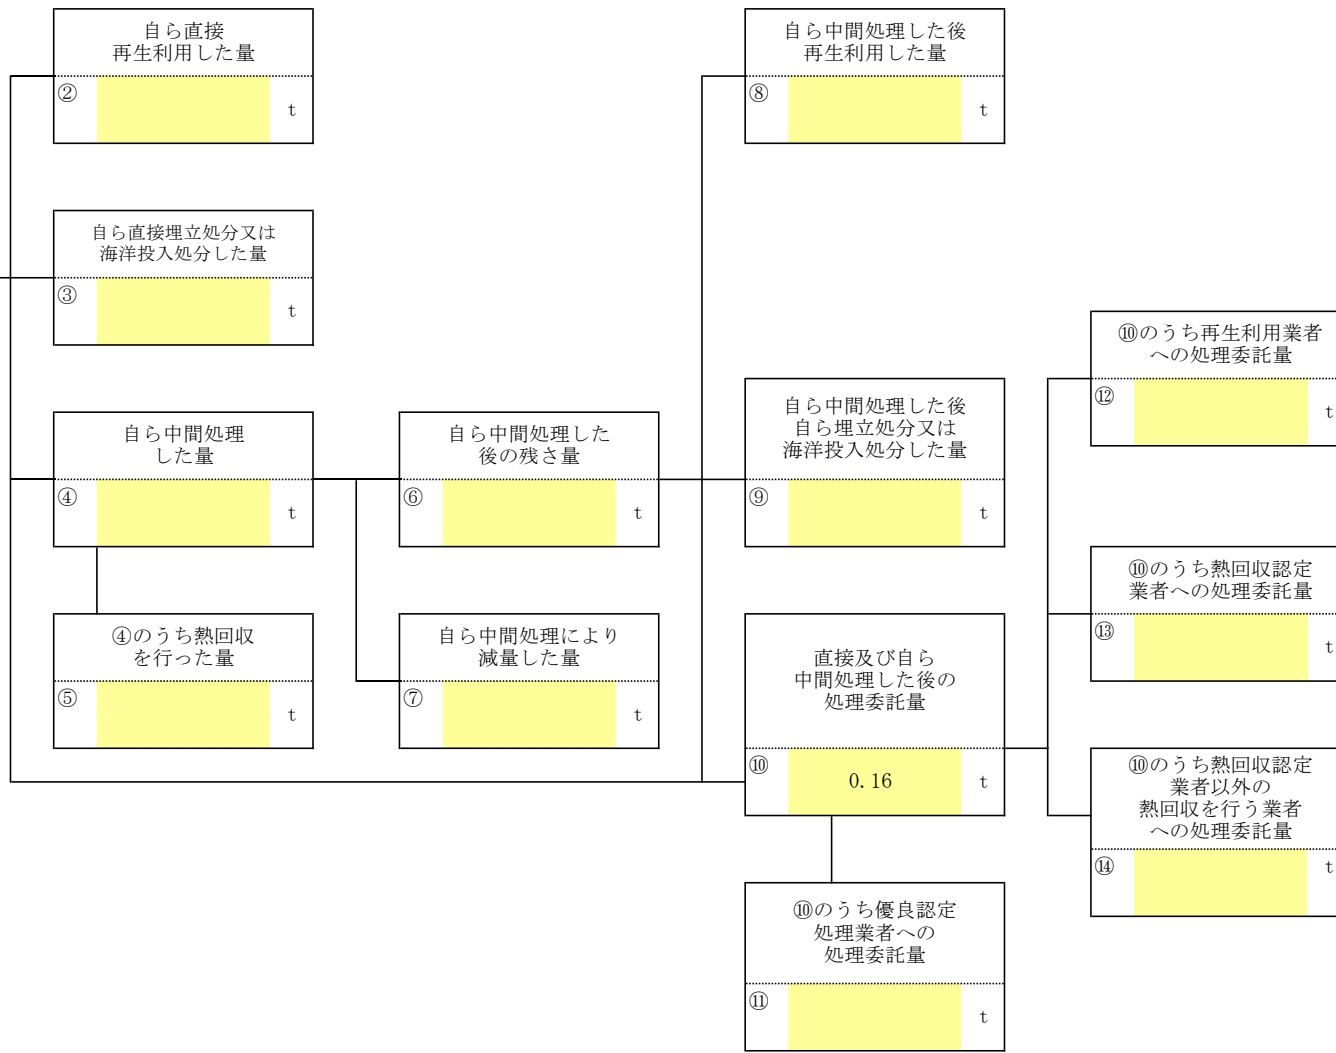 自ら直接
再生利用した量
②
t
自ら直接埋立処分又は
海洋投入処分した量
③
t
自ら中間処理
した量
④
t
④のうち熱回収
を行った量
⑤
t
自ら中間処理した
後の残さ量
⑥
t
自ら中間処理により
減量した量
⑦
t
自ら中間処理した後
再生利用した量
⑧
t
自ら中間処理した後
自ら埋立処分又は
海洋投入処分した量
⑨
t
直接及び自ら
中間処理した後の
処理委託量
⑩
0.16
t
⑩のうち優良認定
処理業者への
処理委託量
⑪
t
⑩のうち再生利用業者
への処理委託量
⑫
t
⑩のうち熱回収認定
業者への処理委託量
⑬
t
⑩のうち熱回収認定
業者以外の
熱回収を行う業者
への処理委託量
⑭
t